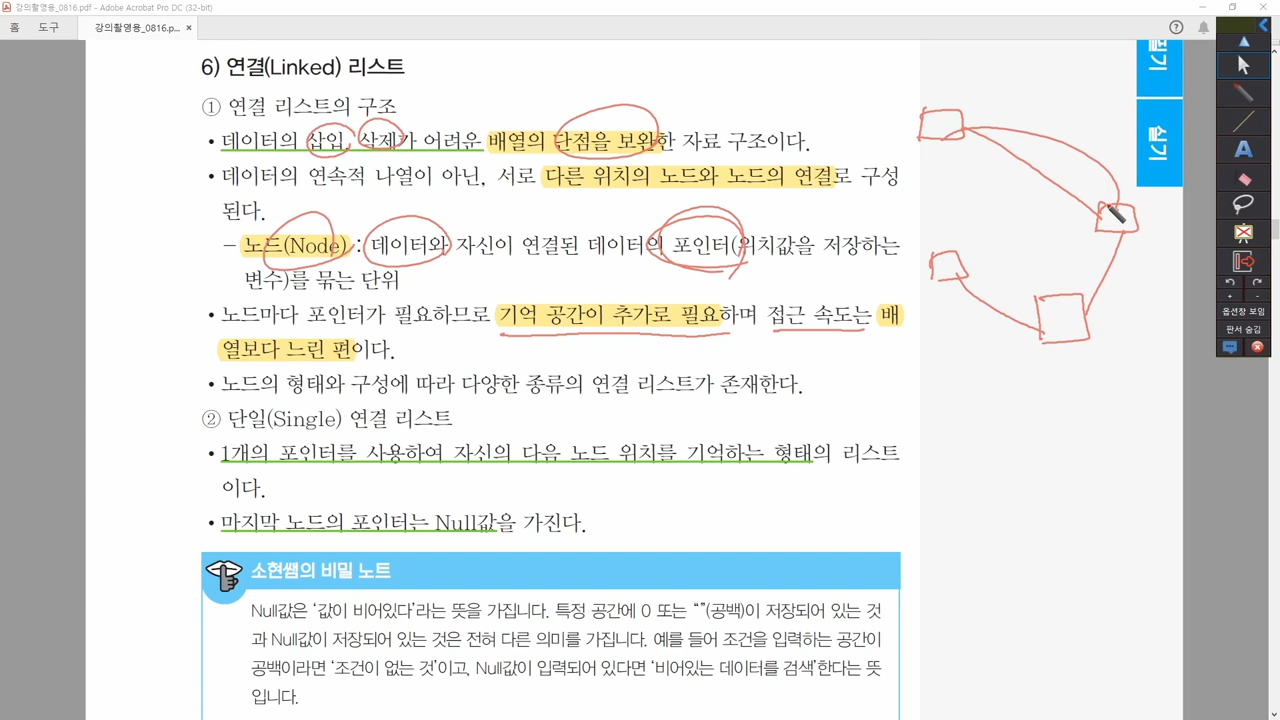 강의촬영용_0816.pdf - Adobe Acrobat Pro DC (32-bit)
홈 도구 강의촬영용_0816.p... ×
6) 연결(Linked) 리스트
① 연결 리스트의 구조
• 데이터의 삽입, 삭제가 어려운 배열의 단점을 보완한 자료 구조이다.
• 데이터의 연속적 나열이 아닌, 서로 다른 위치의 노드와 노드의 연결로 구성
된다.
– 노드(Node) : 데이터와 자신이 연결된 데이터의 포인터(위치값을 저장하는
변수)를 묶는 단위
• 노드마다 포인터가 필요하므로 기억 공간이 추가로 필요하며 접근 속도는 배
열보다 느린 편이다.
• 노드의 형태와 구성에 따라 다양한 종류의 연결 리스트가 존재한다.
② 단일(Single) 연결 리스트
• 1개의 포인터를 사용하여 자신의 다음 노드 위치를 기억하는 형태의 리스트
이다.
• 마지막 노드의 포인터는 Null값을 가진다.
소현쌤의 비밀 노트
Null값은 ‘값이 비어있다’라는 뜻을 가집니다. 특정 공간에 0 또는 “”(공백)이 저장되어 있는 것
과 Null값이 저장되어 있는 것은 전혀 다른 의미를 가집니다. 예를 들어 조건을 입력하는 공간이
공백이라면 ‘조건이 없는 것’이고, Null값이 입력되어 있다면 ‘비어있는 데이터를 검색’한다는 뜻
입니다.
필기
실기
A
옵션장 보임
판서 숨김